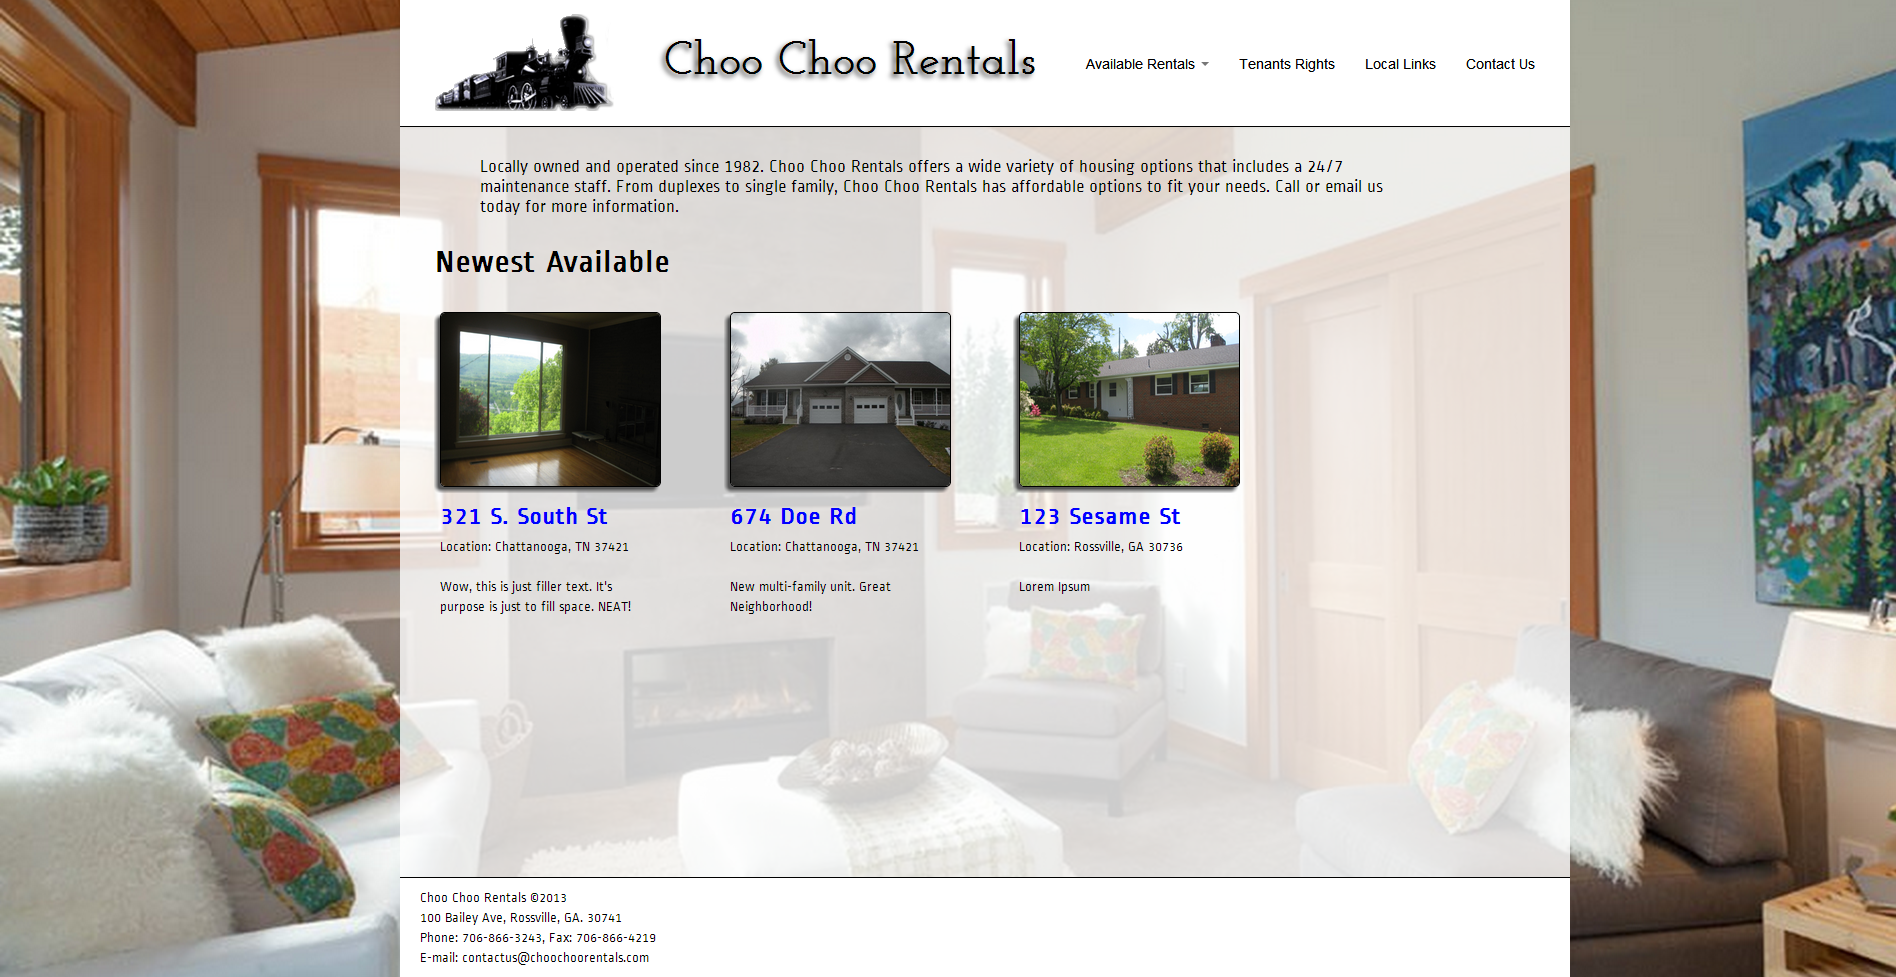 Choo Choo Rentals
Available Rentals
Tenants Rights
Local Links
Contact Us
Locally owned and operated since 1982. Choo Choo Rentals offers a wide variety of housing options that includes a 24/7
maintenance staff. From duplexes to single family, Choo Choo Rentals has affordable options to fit your needs. Call or email us
today for more information.
Newest Available
321 S. South St
Location: Chattanooga, TN 37421
Wow, this is just filler text. It's
purpose is just to fill space. NEAT!
674 Doe Rd
Location: Chattanooga, TN 37421
New multi-family unit. Great
Neighborhood!
123 Sesame St
Location: Rossville, GA 30736
Lorem Ipsum
Choo Choo Rentals ©2013
100 Bailey Ave, Rossville, GA. 30741
Phone: 706-866-3243, Fax: 706-866-4219
E-mail: contactus@choochoorentals.com